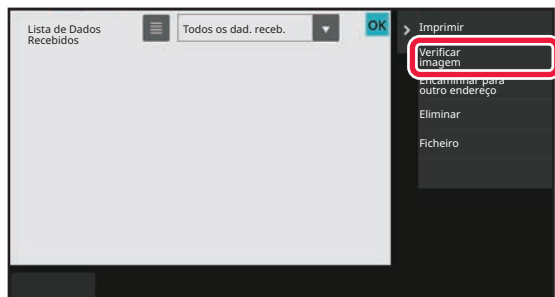 Lista de Dados
Recebidos
Todos os dad. receb.
OK
Imprimir
Verificar
imagem
Encaminhar para
outro endereço
Eliminar
Ficheiro